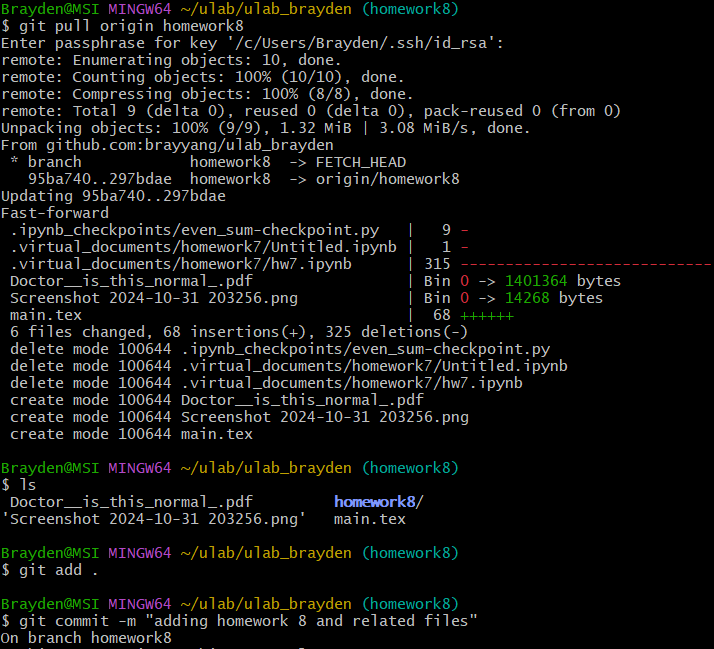 Brayden@MSI MINGW64 ~/ulab/ulab_brayden (homework8)
$ git pull origin homework8
Enter passphrase for key '/c/Users/Brayden/.ssh/id_rsa':
remote: Enumerating objects: 10, done.
remote: Counting objects: 100% (10/10), done.
remote: Compressing objects: 100% (8/8), done.
remote: Total 9 (delta 0), reused 0 (delta 0), pack-reused 0 (from 0)
Unpacking objects: 100% (9/9), 1.32 MiB | 3.08 MiB/s, done.
From github.com:brayyang/ulab_brayden
 * branch            homework8  -> FETCH_HEAD
   95ba740..297bdae  homework8  -> origin/homework8
Updating 95ba740..297bdae
Fast-forward
 .ipynb_checkpoints/even_sum-checkpoint.py   |   9 -
 .virtual_documents/homework7/Untitled.ipynb |   1 -
 .virtual_documents/homework7/hw7.ipynb      | 315 ----------------------------
 Doctor__is_this_normal_.pdf                 | Bin 0 -> 1401364 bytes
 Screenshot 2024-10-31 203256.png            | Bin 0 -> 14268 bytes
 main.tex                                    |  68 ++++++
 6 files changed, 68 insertions(+), 325 deletions(-)
 delete mode 100644 .ipynb_checkpoints/even_sum-checkpoint.py
 delete mode 100644 .virtual_documents/homework7/Untitled.ipynb
 delete mode 100644 .virtual_documents/homework7/hw7.ipynb
 create mode 100644 Doctor__is_this_normal_.pdf
 create mode 100644 Screenshot 2024-10-31 203256.png
 create mode 100644 main.tex
Brayden@MSI MINGW64 ~/ulab/ulab_brayden (homework8)
$ ls
 Doctor__is_this_normal_.pdf         homework8/
'Screenshot 2024-10-31 203256.png'   main.tex
Brayden@MSI MINGW64 ~/ulab/ulab_brayden (homework8)
$ git add .
Brayden@MSI MINGW64 ~/ulab/ulab_brayden (homework8)
$ git commit -m "adding homework 8 and related files"
On branch homework8